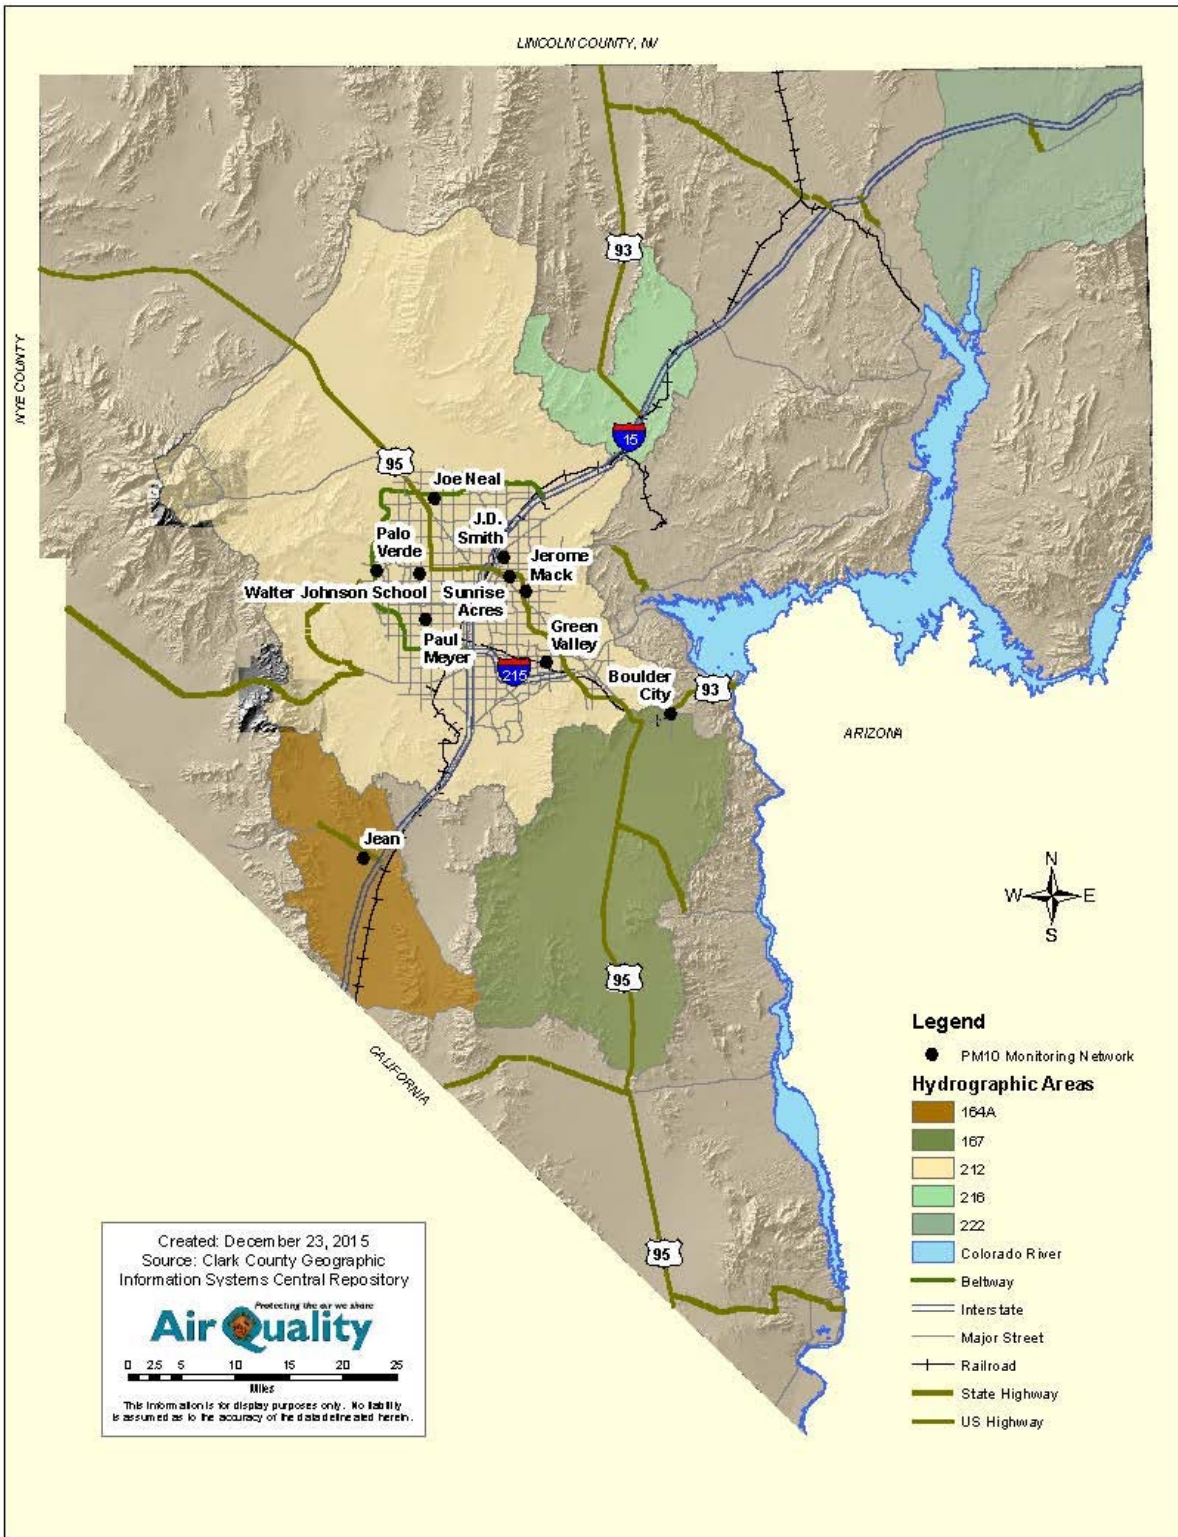 LINCOLN COUNTY, NV
93
NYE COUNTY
15
95
Joe Neal
J.D.
Smith
Palo
Verde
Jerome
Mack
Walter Johnson School
Sunrise
Acres
Green
Valley
Paul
Meyer
215
Boulder
City
93
ARIZONA
Jean
N
W
E
S
95
CALIFORNIA
Legend
PM10 Monitoring Network
Hydrographic Areas
164A
167
212
216
222
Colorado River
Beltway
Interstate
Major Street
Railroad
State Highway
US Highway
95
Created: December 23, 2015
Source: Clark County Geographic
Information Systems Central Repository
Protecting the air we share
Air Quality
0 2.5 5 10 15 20 25
Miles
This information is for display purposes only. No liability
is assumed as to the accuracy of the data delineated herein.